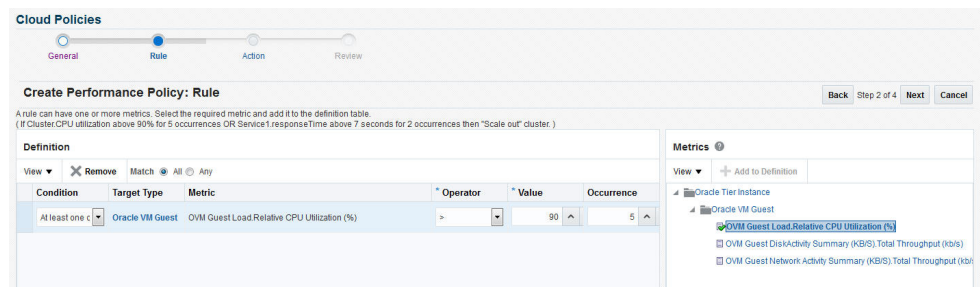 Cloud Policies
General Rule Action Review
Create Performance Policy: Rule
Back Step 2 of 4 Next Cancel
A rule can have one or more metrics. Select the required metric and add it to the definition table.
( If Cluster.CPU utilization above 90% for 5 occurrences OR Service1.responseTime above 7 seconds for 2 occurrences then "Scale out" cluster. )
Definition
View Remove Match All Any
Condition Target Type Metric * Operator * Value Occurrence
At least one c Oracle VM Guest OVM Guest Load.Relative CPU Utilization (%) > 90 5
Metrics
View Add to Definition
Oracle Tier Instance
Oracle VM Guest
OVM Guest Load.Relative CPU Utilization (%)
OVM Guest DiskActivity Summary (KB/S).Total Throughput (kb/s)
OVM Guest Network Activity Summary (KB/S).Total Throughput (kb/s